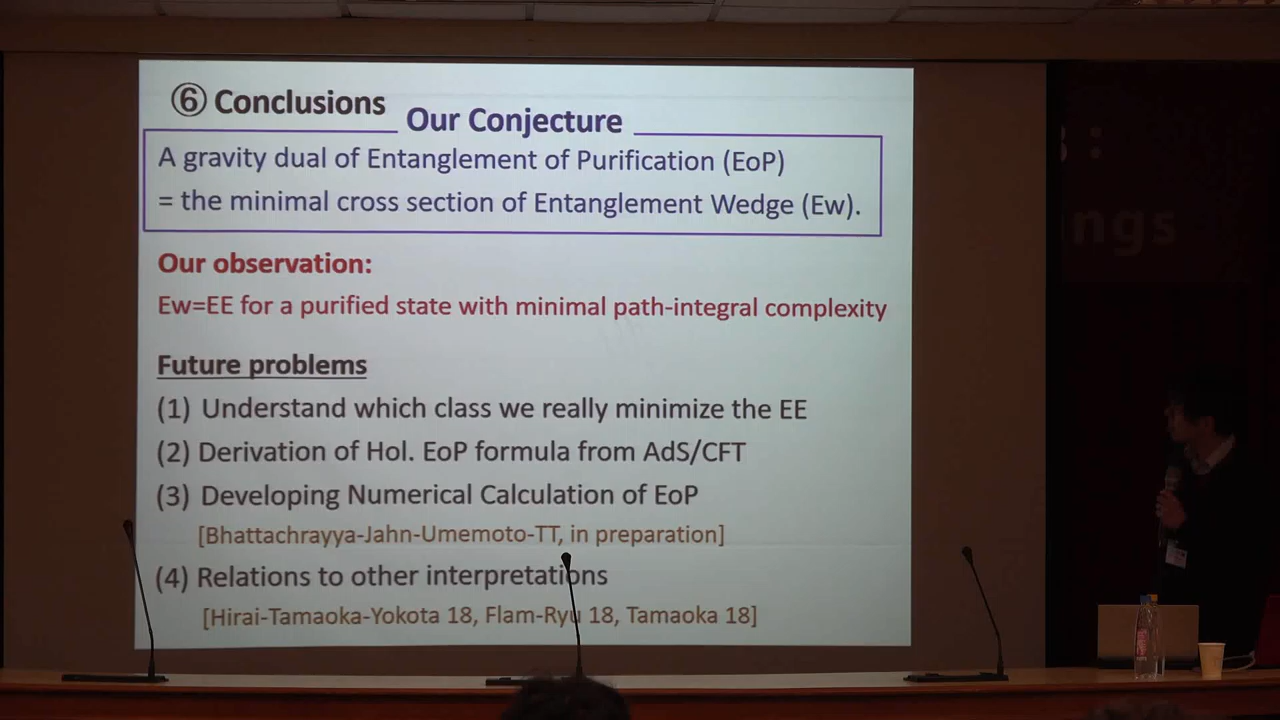 ⑥ Conclusions
Our Conjecture
A gravity dual of Entanglement of Purification (EoP)
= the minimal cross section of Entanglement Wedge (Ew).
Our observation:
Ew=EE for a purified state with minimal path-integral complexity
Future problems
(1) Understand which class we really minimize the EE
(2) Derivation of Hol. EoP formula from AdS/CFT
(3) Developing Numerical Calculation of EoP
[Bhattachrayya-Jahn-Umemoto-TT, in preparation]
(4) Relations to other interpretations
[Hirai-Tamaoka-Yokota 18, Flam-Ryu 18, Tamaoka 18]
s :
ngs